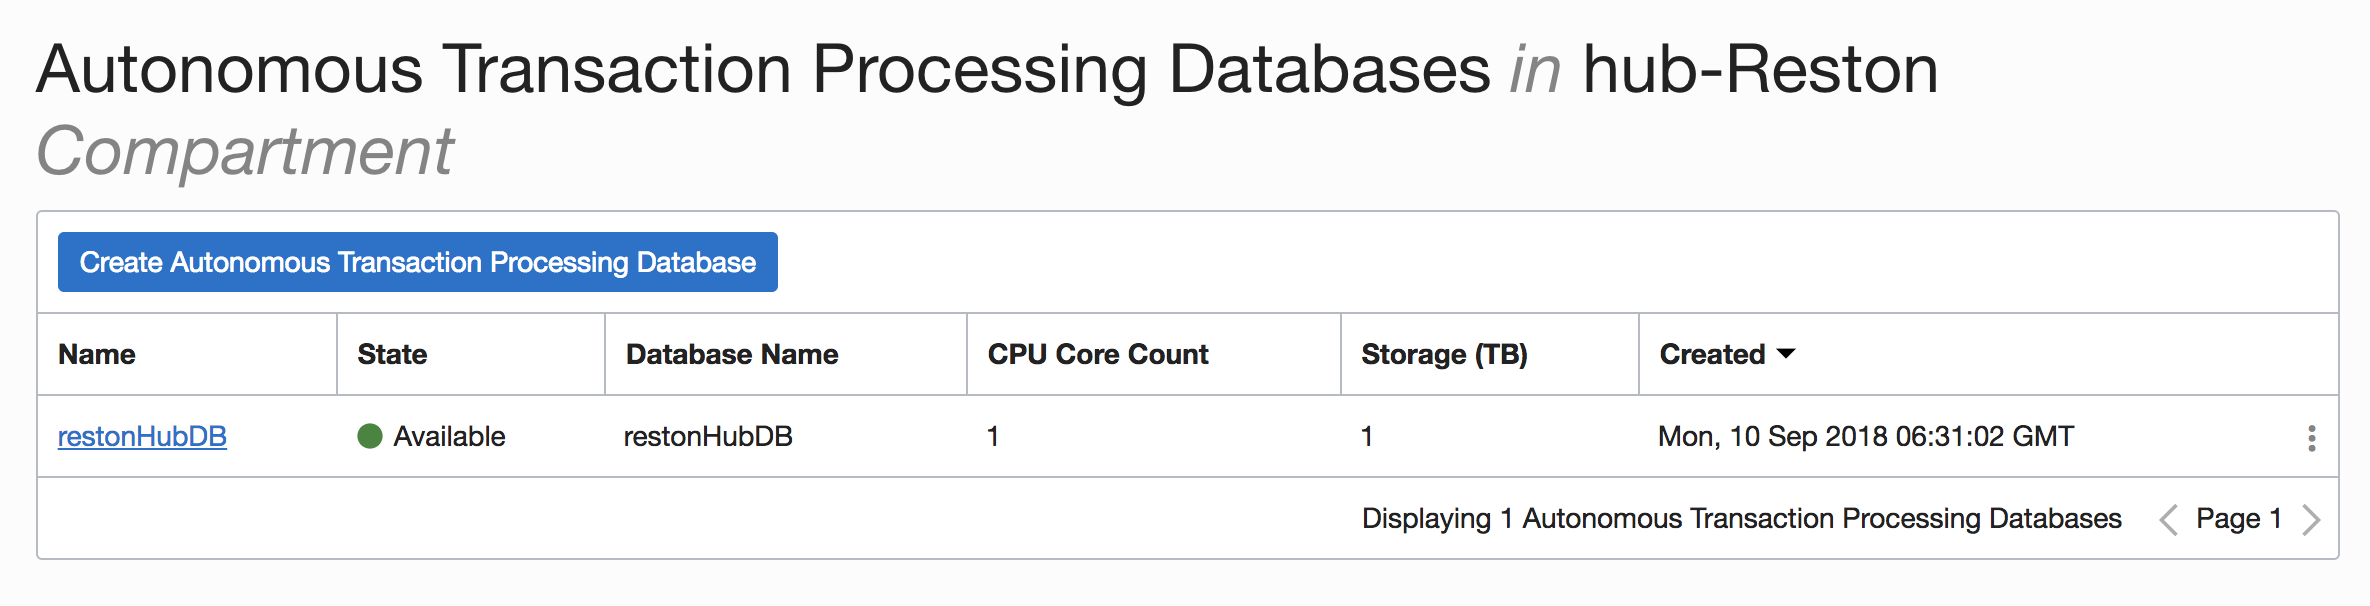 Autonomous Transaction Processing Databases in hub-Reston
Compartment
Create Autonomous Transaction Processing Database
Name State Database Name CPU Core Count Storage (TB) Created
restonHubDB Available restonHubDB 1 1 Mon, 10 Sep 2018 06:31:02 GMT
Displaying 1 Autonomous Transaction Processing Databases Page 1